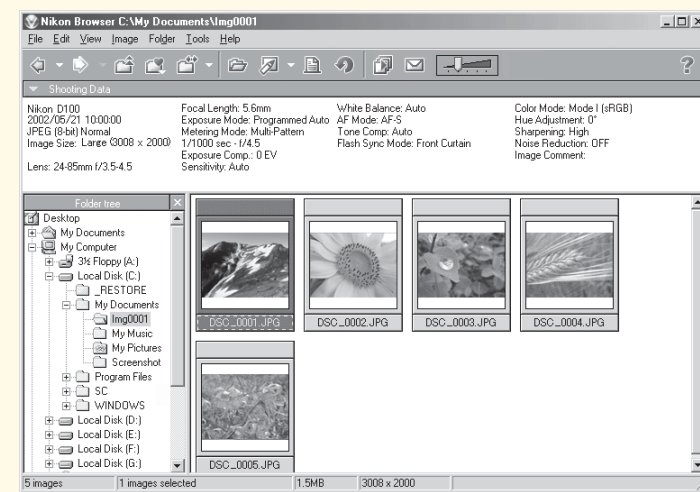 Nikon Browser C:\My Documents\Img0001
File Edit View Image Folder Tools Help
?
Shooting Data
Nikon D100
2002/05/21 10:00:00
JPEG (8-bit) Normal
Image Size: Large (3008 x 2000)
Lens: 24-85mm f/3.5-4.5
Focal Length: 5.6mm
Exposure Mode: Programmed Auto
Metering Mode: Multi-Pattern
1/1000 sec - f/4.5
Exposure Comp.: 0 EV
Sensitivity: Auto
White Balance: Auto
AF Mode: AF-S
Tone Comp: Auto
Flash Sync Mode: Front Curtain
Color Mode: Mode I (sRGB)
Hue Adjustment: 0°
Sharpening: High
Noise Reduction: OFF
Image Comment:
Folder tree
Desktop
My Documents
My Computer
3½ Floppy (A:)
Local Disk (C:)
_RESTORE
My Documents
Img0001
My Music
My Pictures
Screenshot
Program Files
SC
WINDOWS
Local Disk (D:)
Local Disk (E:)
Local Disk (F:)
Local Disk (G:)
DSC_0001.JPG
DSC_0002.JPG
DSC_0003.JPG
DSC_0004.JPG
DSC_0005.JPG
5 images
1 images selected
1.5MB
3008 x 2000